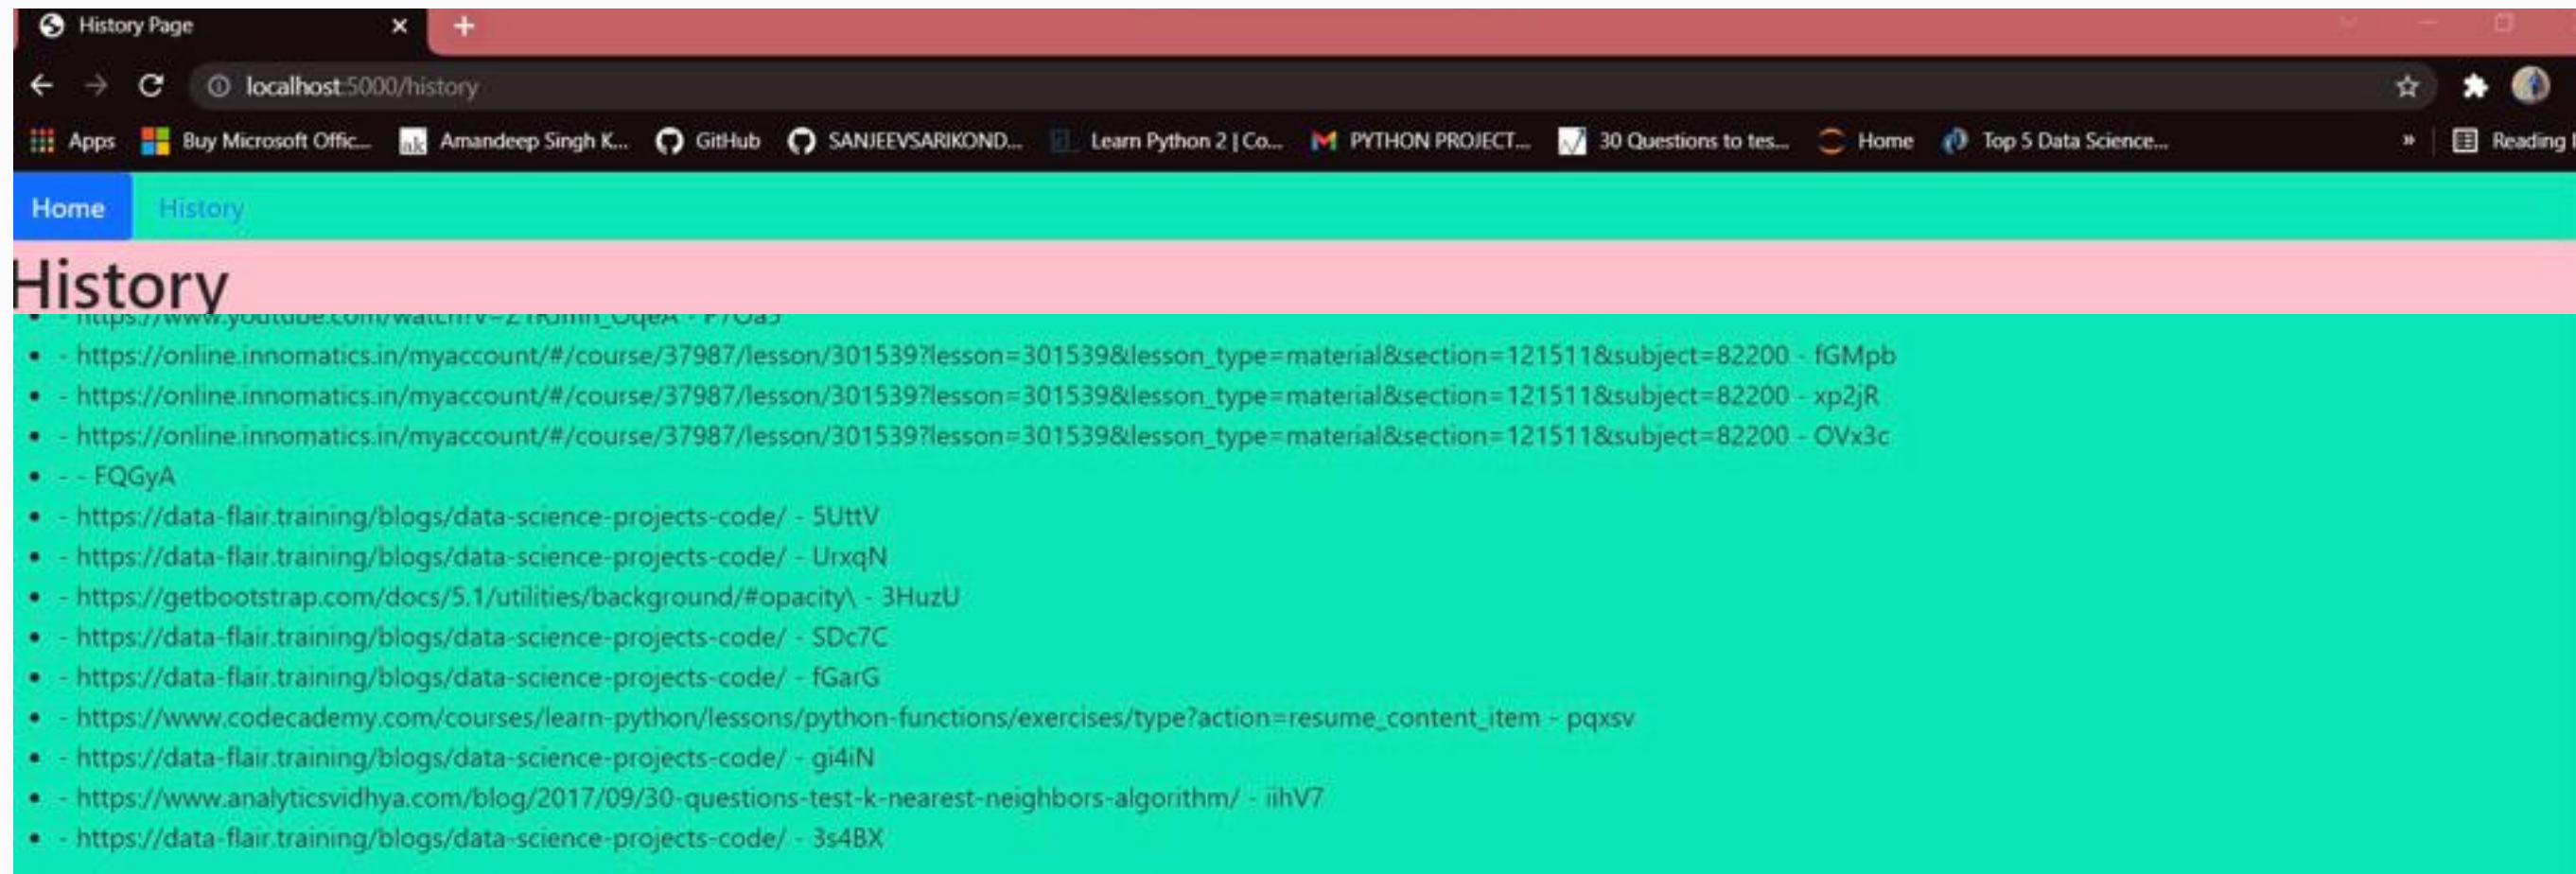 History Page
localhost:5000/history
Apps Buy Microsoft Offic... ak Amandeep Singh K... GitHub SANJEEVSARIKOND... Learn Python 2 | Co... PYTHON PROJECT... 30 Questions to tes... Home Top 5 Data Science... » Reading
Home History
History
• - https://www.youtube.com/watch?v=
• - https://online.innomatics.in/myaccount/#/course/37987/lesson/301539?lesson=301539&lesson_type=material&section=121511&subject=82200 - fGMpb
• - https://online.innomatics.in/myaccount/#/course/37987/lesson/301539?lesson=301539&lesson_type=material&section=121511&subject=82200 - xp2jR
• - https://online.innomatics.in/myaccount/#/course/37987/lesson/301539?lesson=301539&lesson_type=material&section=121511&subject=82200 - OVx3c
• - - FQGyA
• - https://data-flair.training/blogs/data-science-projects-code/ - 5UttV
• - https://data-flair.training/blogs/data-science-projects-code/ - UrxqN
• - https://getbootstrap.com/docs/5.1/utilities/background/#opacity\ - 3HuzU
• - https://data-flair.training/blogs/data-science-projects-code/ - SDc7C
• - https://data-flair.training/blogs/data-science-projects-code/ - fGarG
• - https://www.codecademy.com/courses/learn-python/lessons/python-functions/exercises/type?action=resume_content_item - pqxsv
• - https://data-flair.training/blogs/data-science-projects-code/ - gi4iN
• - https://www.analyticsvidhya.com/blog/2017/09/30-questions-test-k-nearest-neighbors-algorithm/ - iihV7
• - https://data-flair.training/blogs/data-science-projects-code/ - 3s4BX